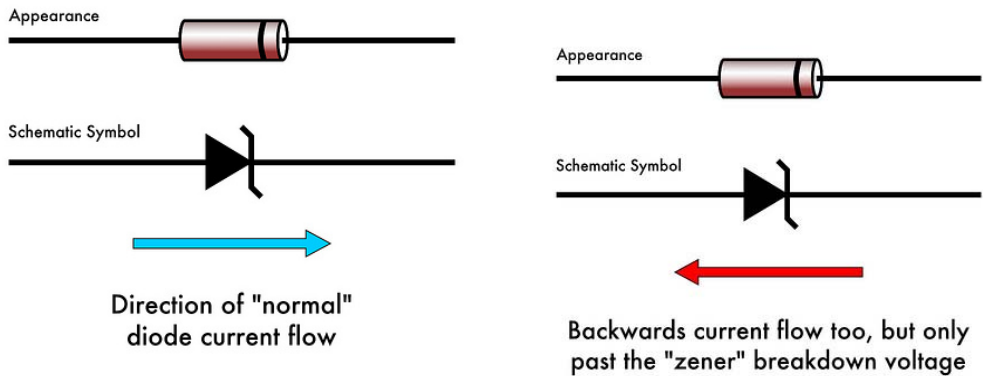 Appearance
Schematic Symbol
Direction of "normal"
diode current flow
Appearance
Schematic Symbol
Backwards current flow too, but only
past the "zener" breakdown voltage